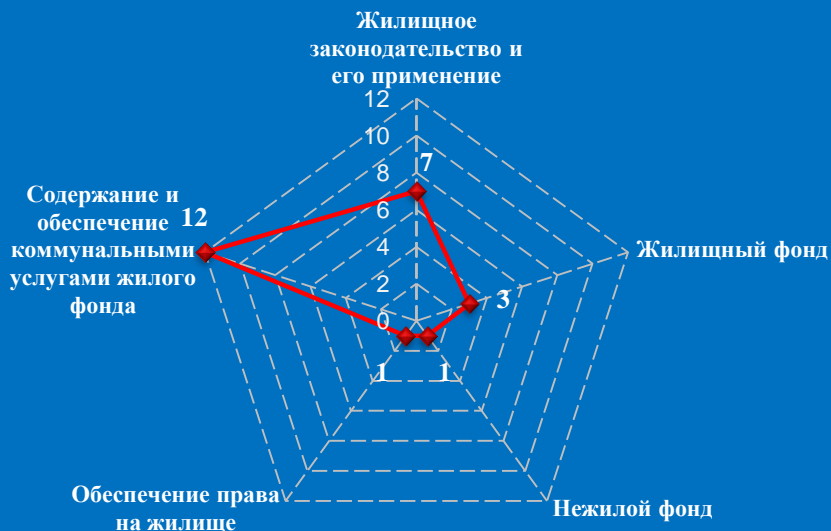 Жилищное
законодательство и
его применение
12
10
8
7
6
4
2
0
Содержание и
обеспечение
коммунальными
услугами жилого
фонда
12
Жилищный фонд
3
1
1
Обеспечение права
на жилище
Нежилой фонд